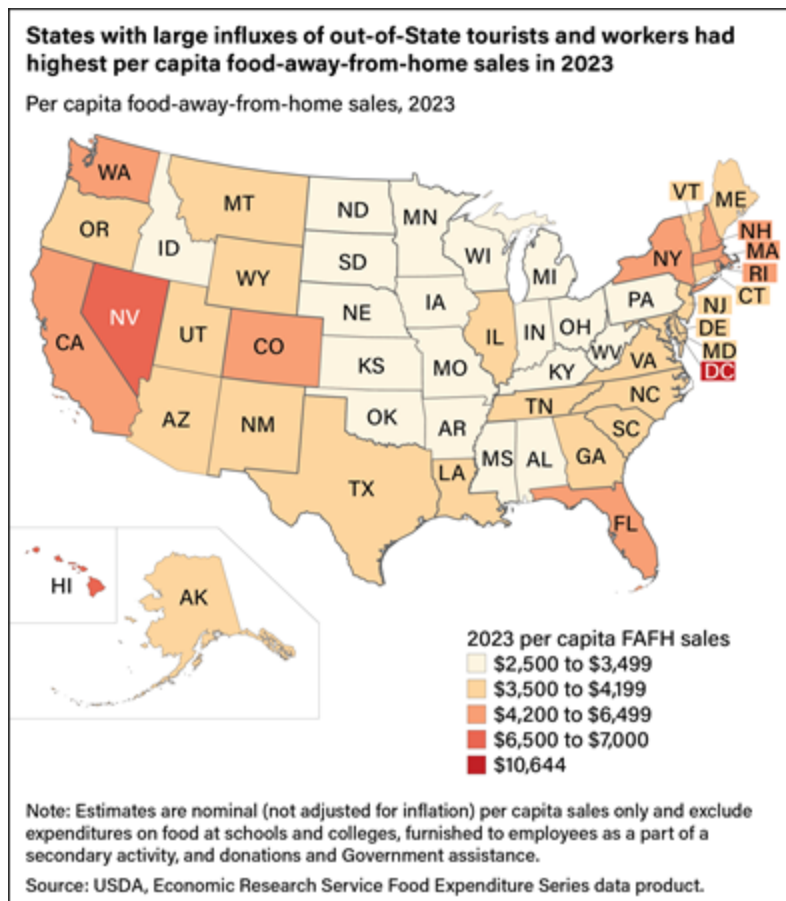 States with large influxes of out-of-State tourists and workers had
highest per capita food-away-from-home sales in 2023
Per capita food-away-from-home sales, 2023
WA
MT
ND
MN
VT
ME
OR
ID
SD
WI
MI
NY
NH
MA
RI
CT
WY
NE
IA
PA
NJ
NV
UT
CO
IL
IN
OH
DE
CA
KS
MO
KY
WV
VA
MD
DC
AZ
NM
OK
AR
TN
NC
SC
TX
LA
MS
AL
GA
FL
HI
AK
2023 per capita FAFH sales
$2,500 to $3,499
$3,500 to $4,199
$4,200 to $6,499
$6,500 to $7,000
$10,644
Note: Estimates are nominal (not adjusted for inflation) per capita sales only and exclude
expenditures on food at schools and colleges, furnished to employees as a part of a
secondary activity, and donations and Government assistance.
Source: USDA, Economic Research Service Food Expenditure Series data product.